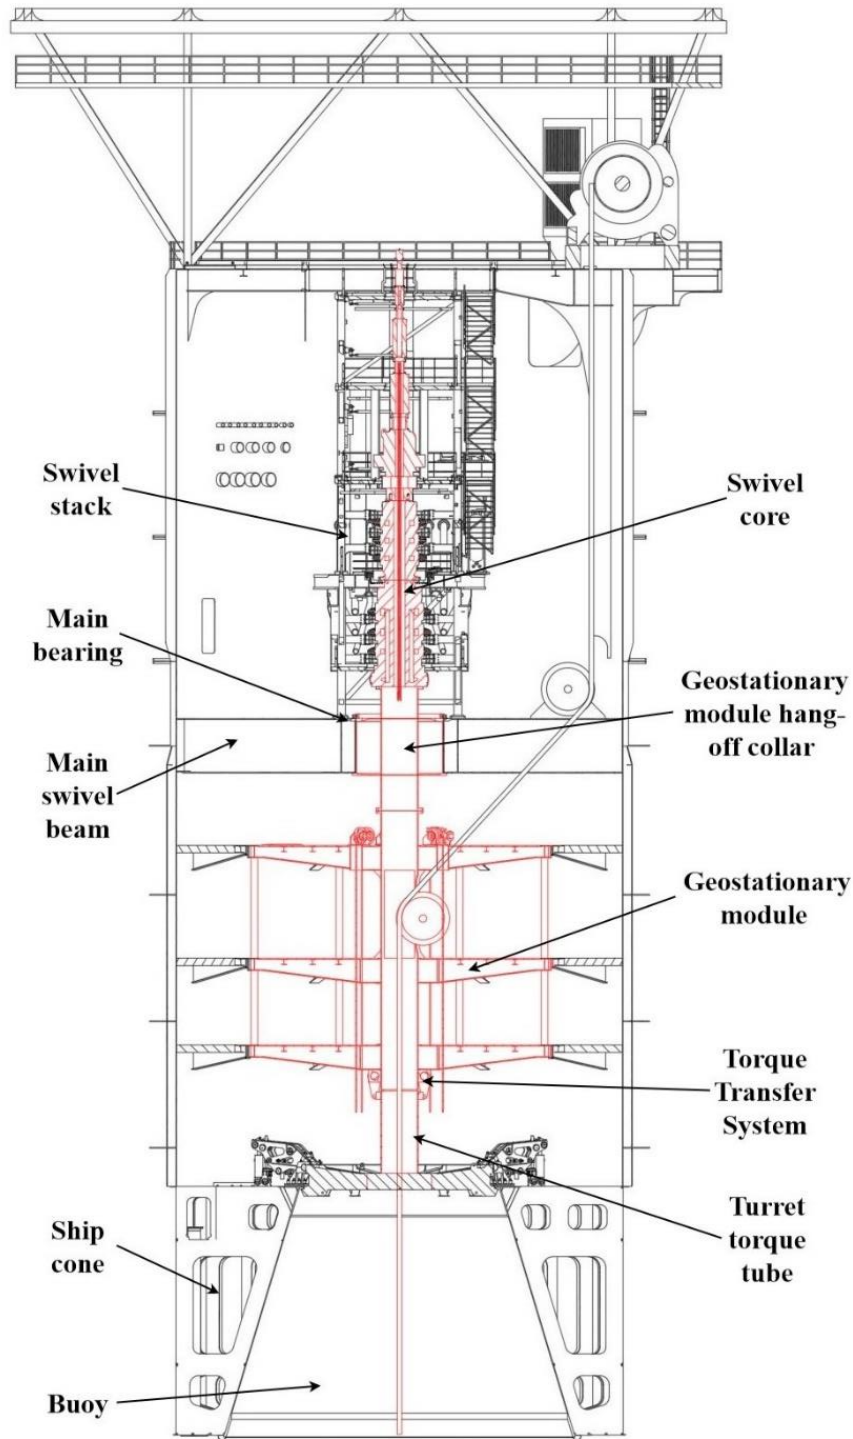 Swivel
stack
Swivel
core
Main
bearing
Geostationary
module hang-
off collar
Main
swivel
beam
Geostationary
module
Torque
Transfer
System
Ship
cone
Turret
torque
tube
Buoy